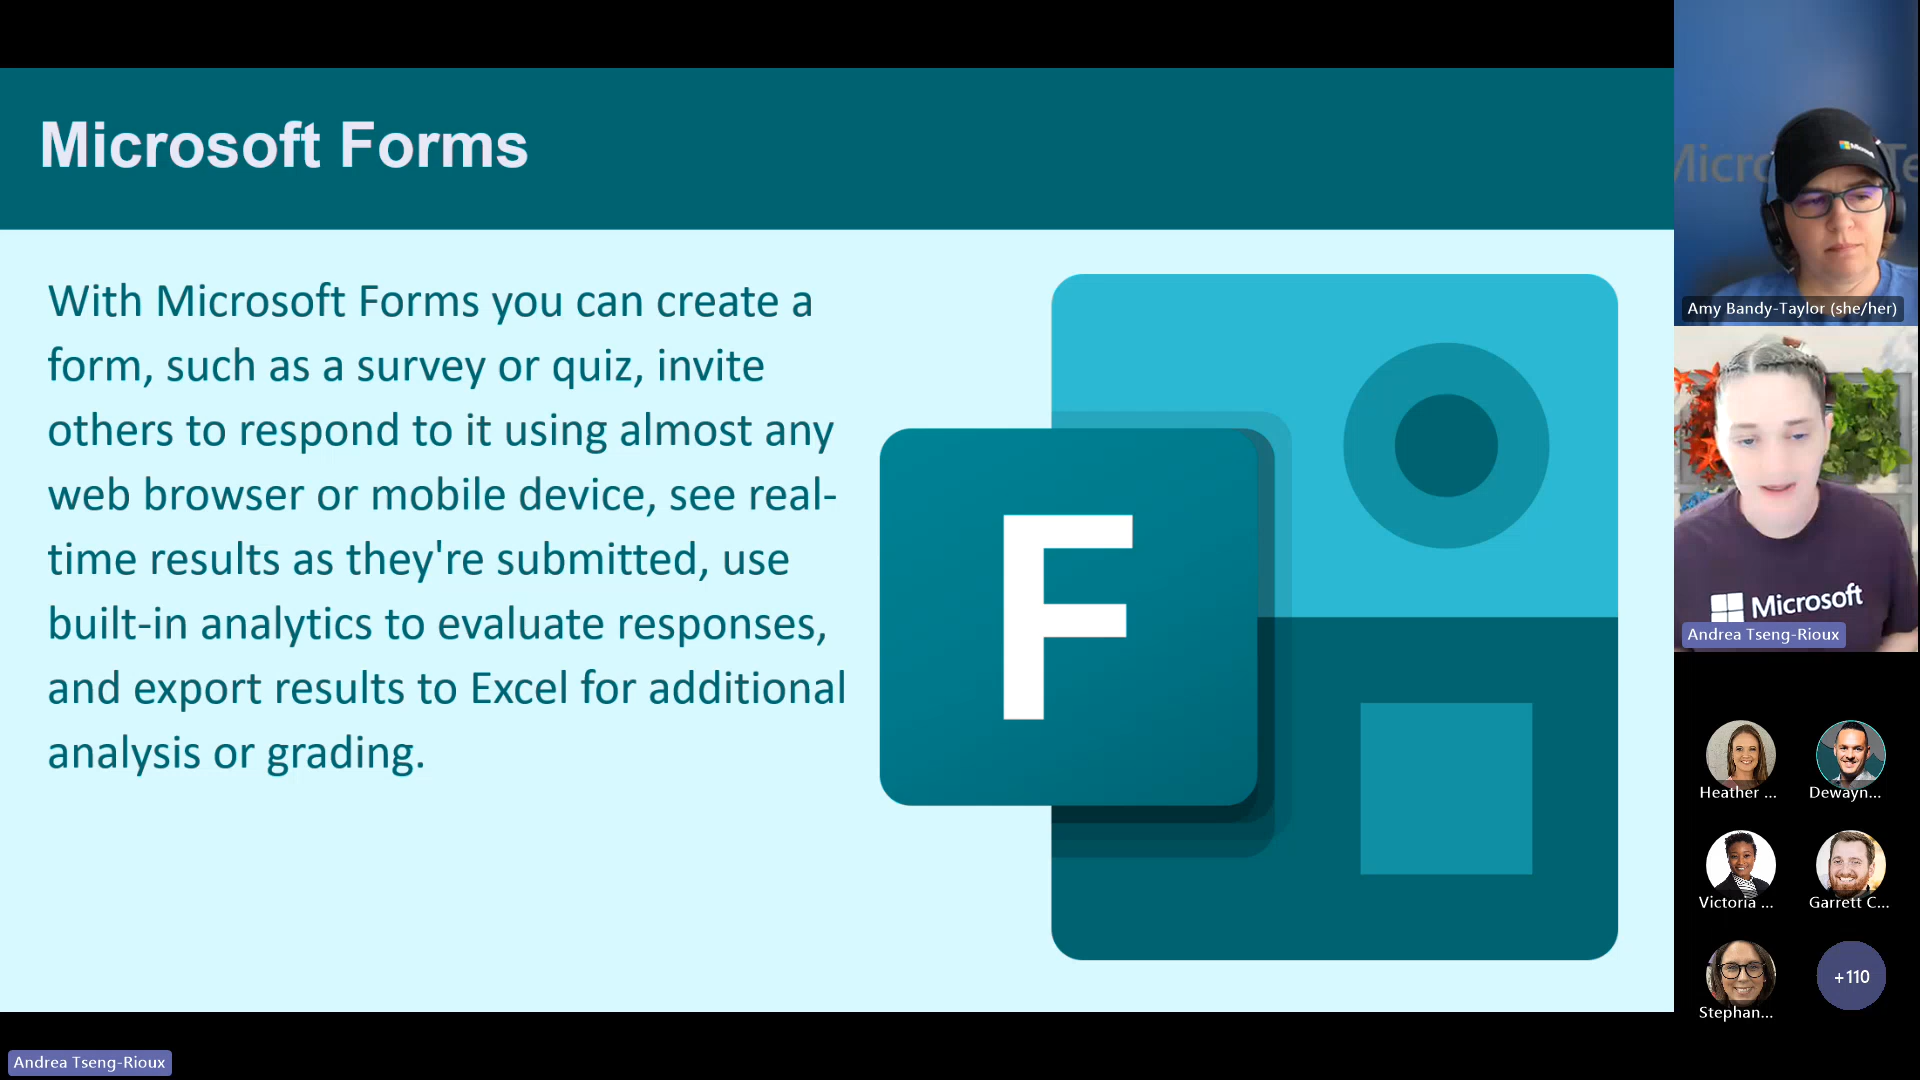 Microsoft Forms
With Microsoft Forms you can create a
form, such as a survey or quiz, invite
others to respond to it using almost any
web browser or mobile device, see real-
time results as they're submitted, use
built-in analytics to evaluate responses,
and export results to Excel for additional
analysis or grading.
F
Microsoft
Amy Bandy-Taylor (she/her)
Microsoft
Andrea Tseng-Rioux
Heather ...
Dewayn...
Victoria ...
Garrett C...
Stephan...
+110
Andrea Tseng-Rioux